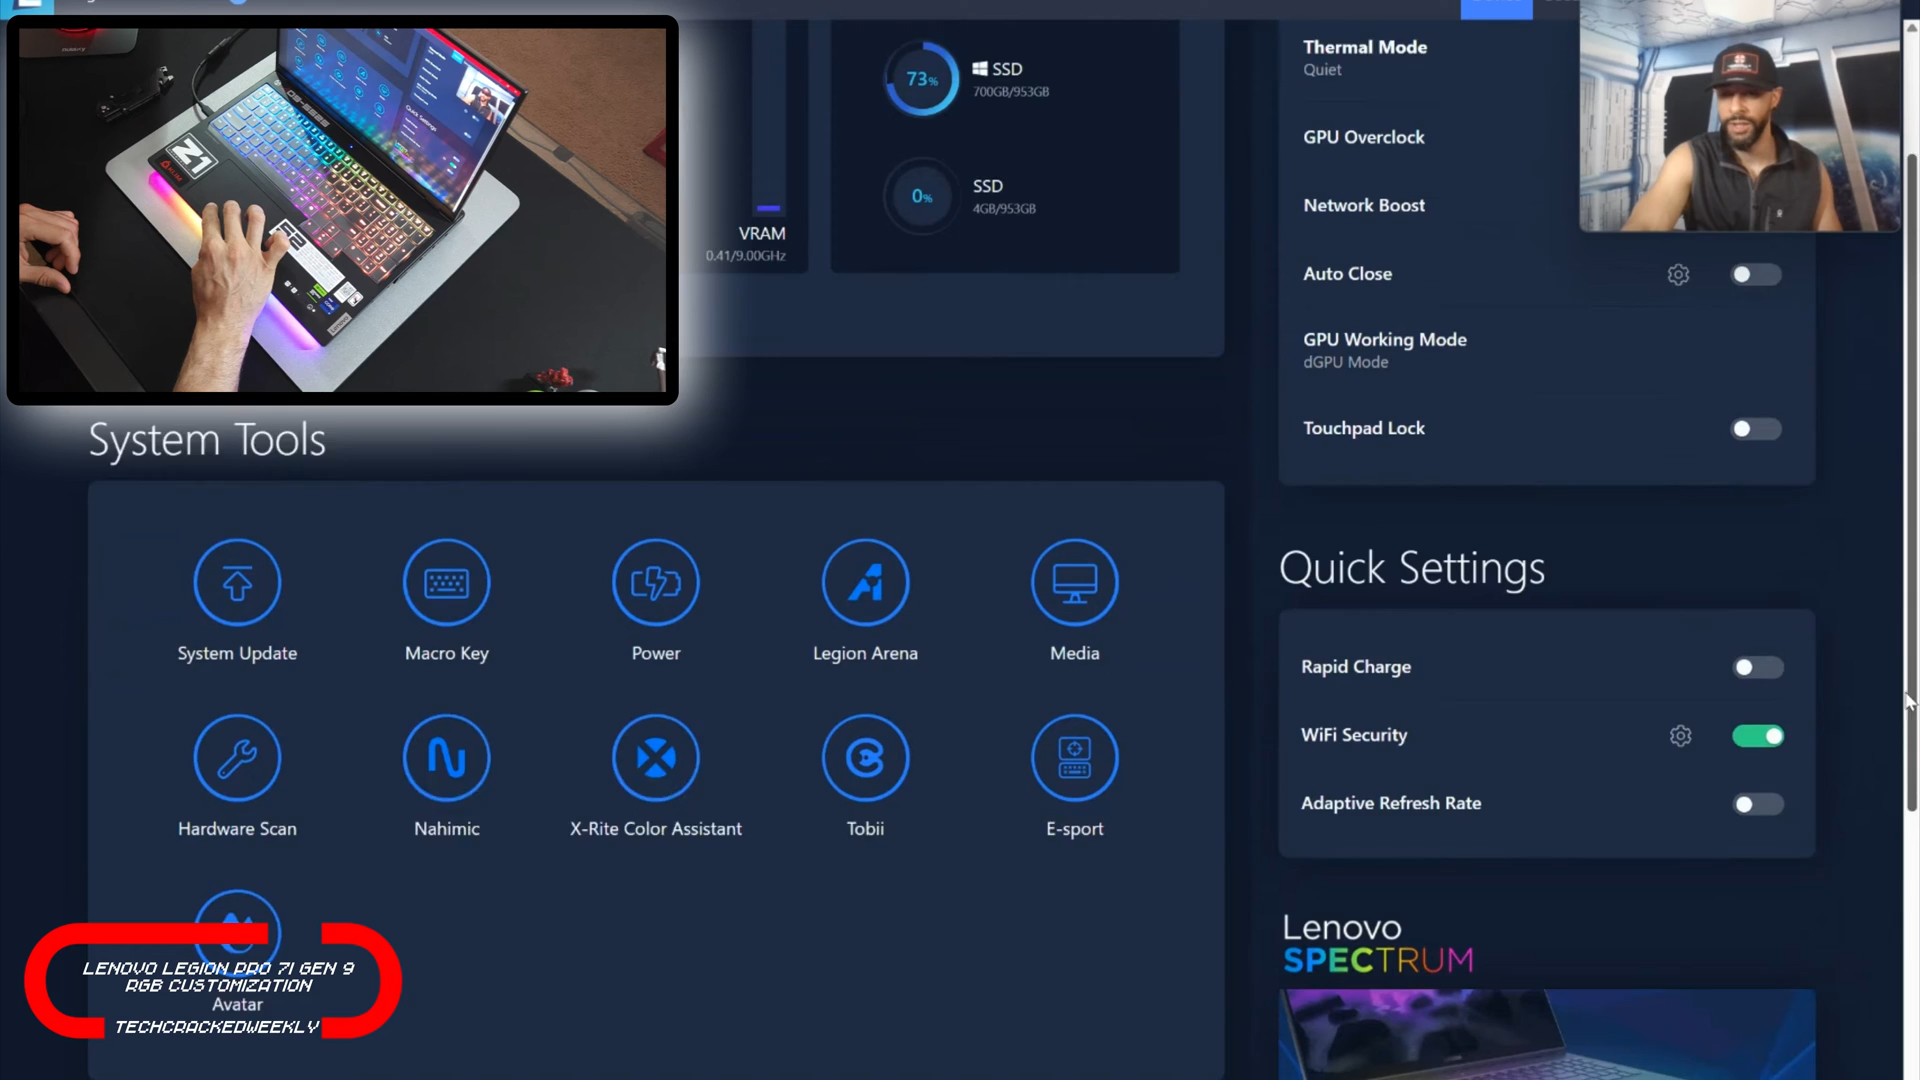 73%
SSD
700GB/953GB
0%
SSD
4GB/953GB
VRAM
0.41/9.00GHz
Thermal Mode
Quiet
GPU Overclock
Network Boost
Auto Close
GPU Working Mode
dGPU Mode
Touchpad Lock
System Tools
System Update
Macro Key
Power
Legion Arena
Media
Hardware Scan
Nahimic
X-Rite Color Assistant
Tobii
E-sport
Avatar
Quick Settings
Rapid Charge
WiFi Security
Adaptive Refresh Rate
Lenovo
SPECTRUM
Z1
52
Lenovo
LENOVO LEGION PRO 7I GEN 9
RGB CUSTOMIZATION
TECHCRACKEDWEEKLY